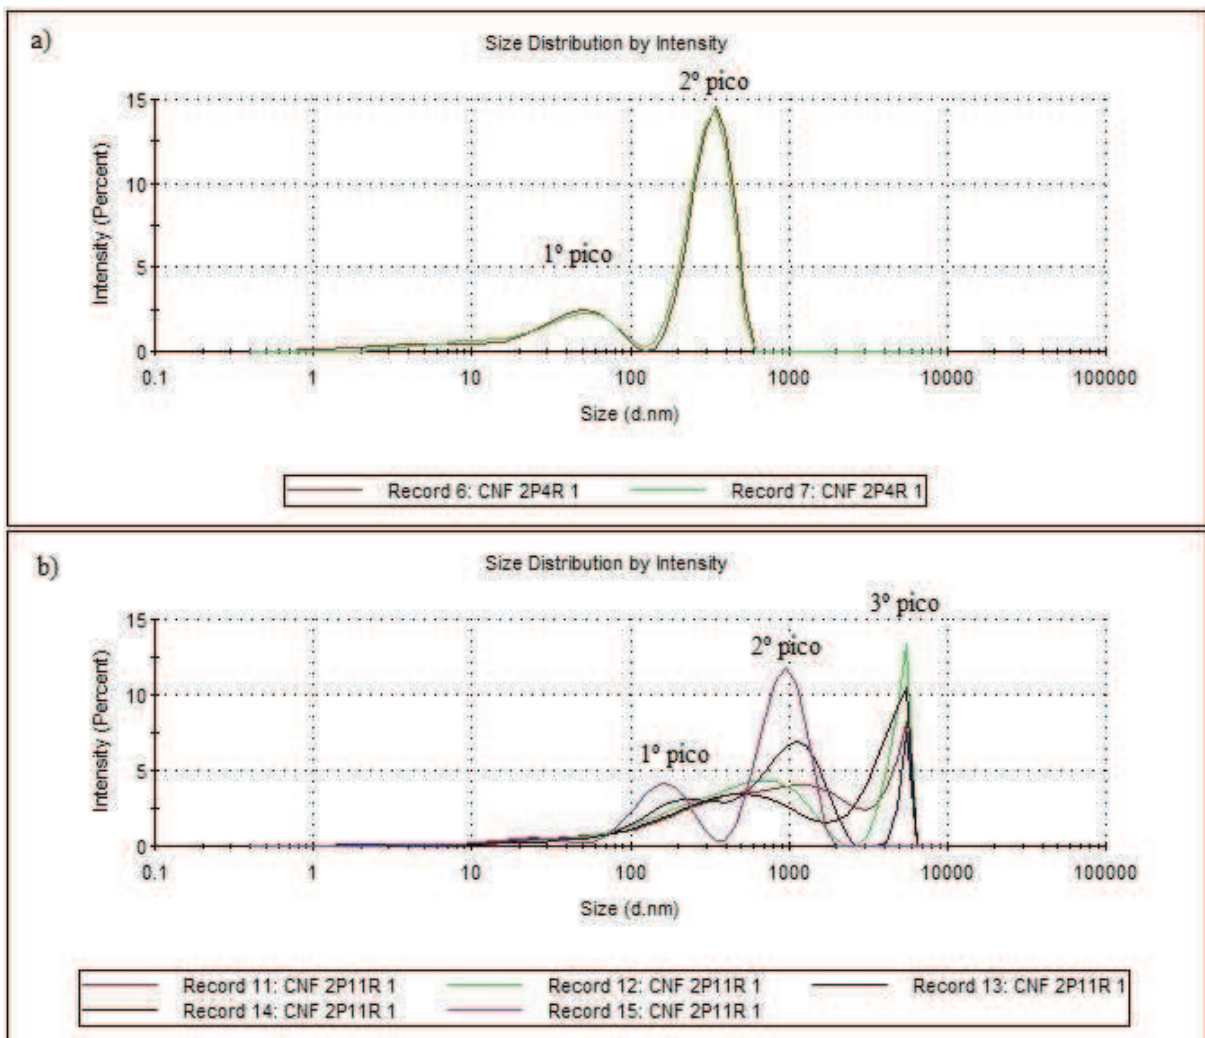 a)
Size Distribution by Intensity
2º pico
1º pico
Intensity (Percent)
15
10
5
0
0.1 1 10 100 1000 10000 100000
Size (d.nm)
Record 6: CNF 2P4R 1 Record 7: CNF 2P4R 1
b)
Size Distribution by Intensity
3º pico
2º pico
1º pico
Intensity (Percent)
15
10
5
0
0.1 1 10 100 1000 10000 100000
Size (d.nm)
Record 11: CNF 2P11R 1 Record 12: CNF 2P11R 1 Record 13: CNF 2P11R 1
Record 14: CNF 2P11R 1 Record 15: CNF 2P11R 1